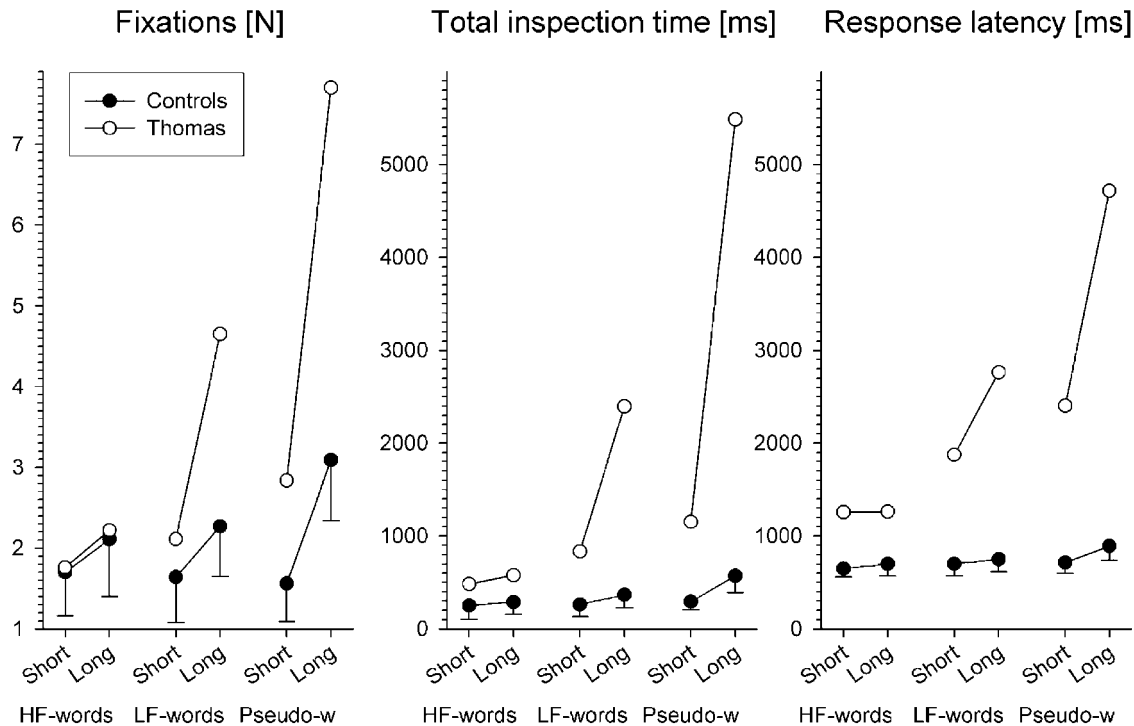 Fixations [N]
Total inspection time [ms]
Response latency [ms]
Controls
Thomas
7
6
5
4
3
2
1
5000
4000
3000
2000
1000
0
5000
4000
3000
2000
1000
0
Short Long Short Long Short Long
HF-words LF-words Pseudo-w
Short Long Short Long Short Long
HF-words LF-words Pseudo-w
Short Long Short Long Short Long
HF-words LF-words Pseudo-w